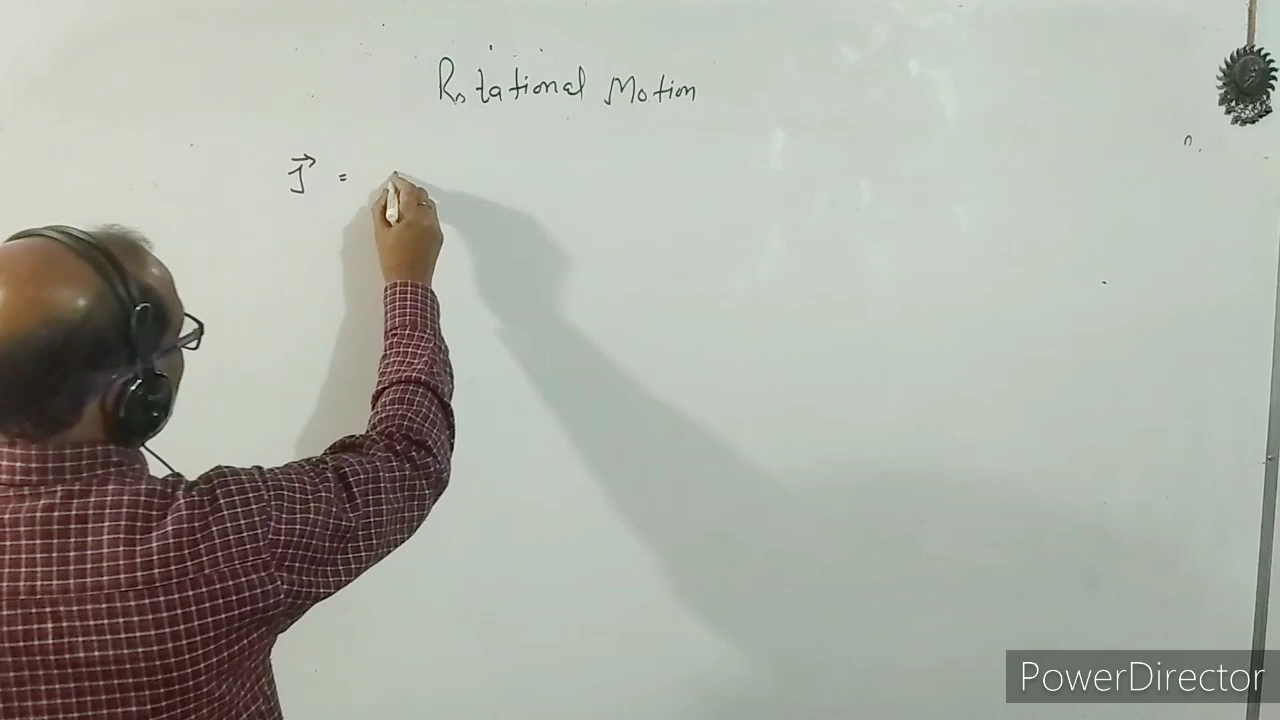 Rotational Motion
J⃗ =
PowerDirector